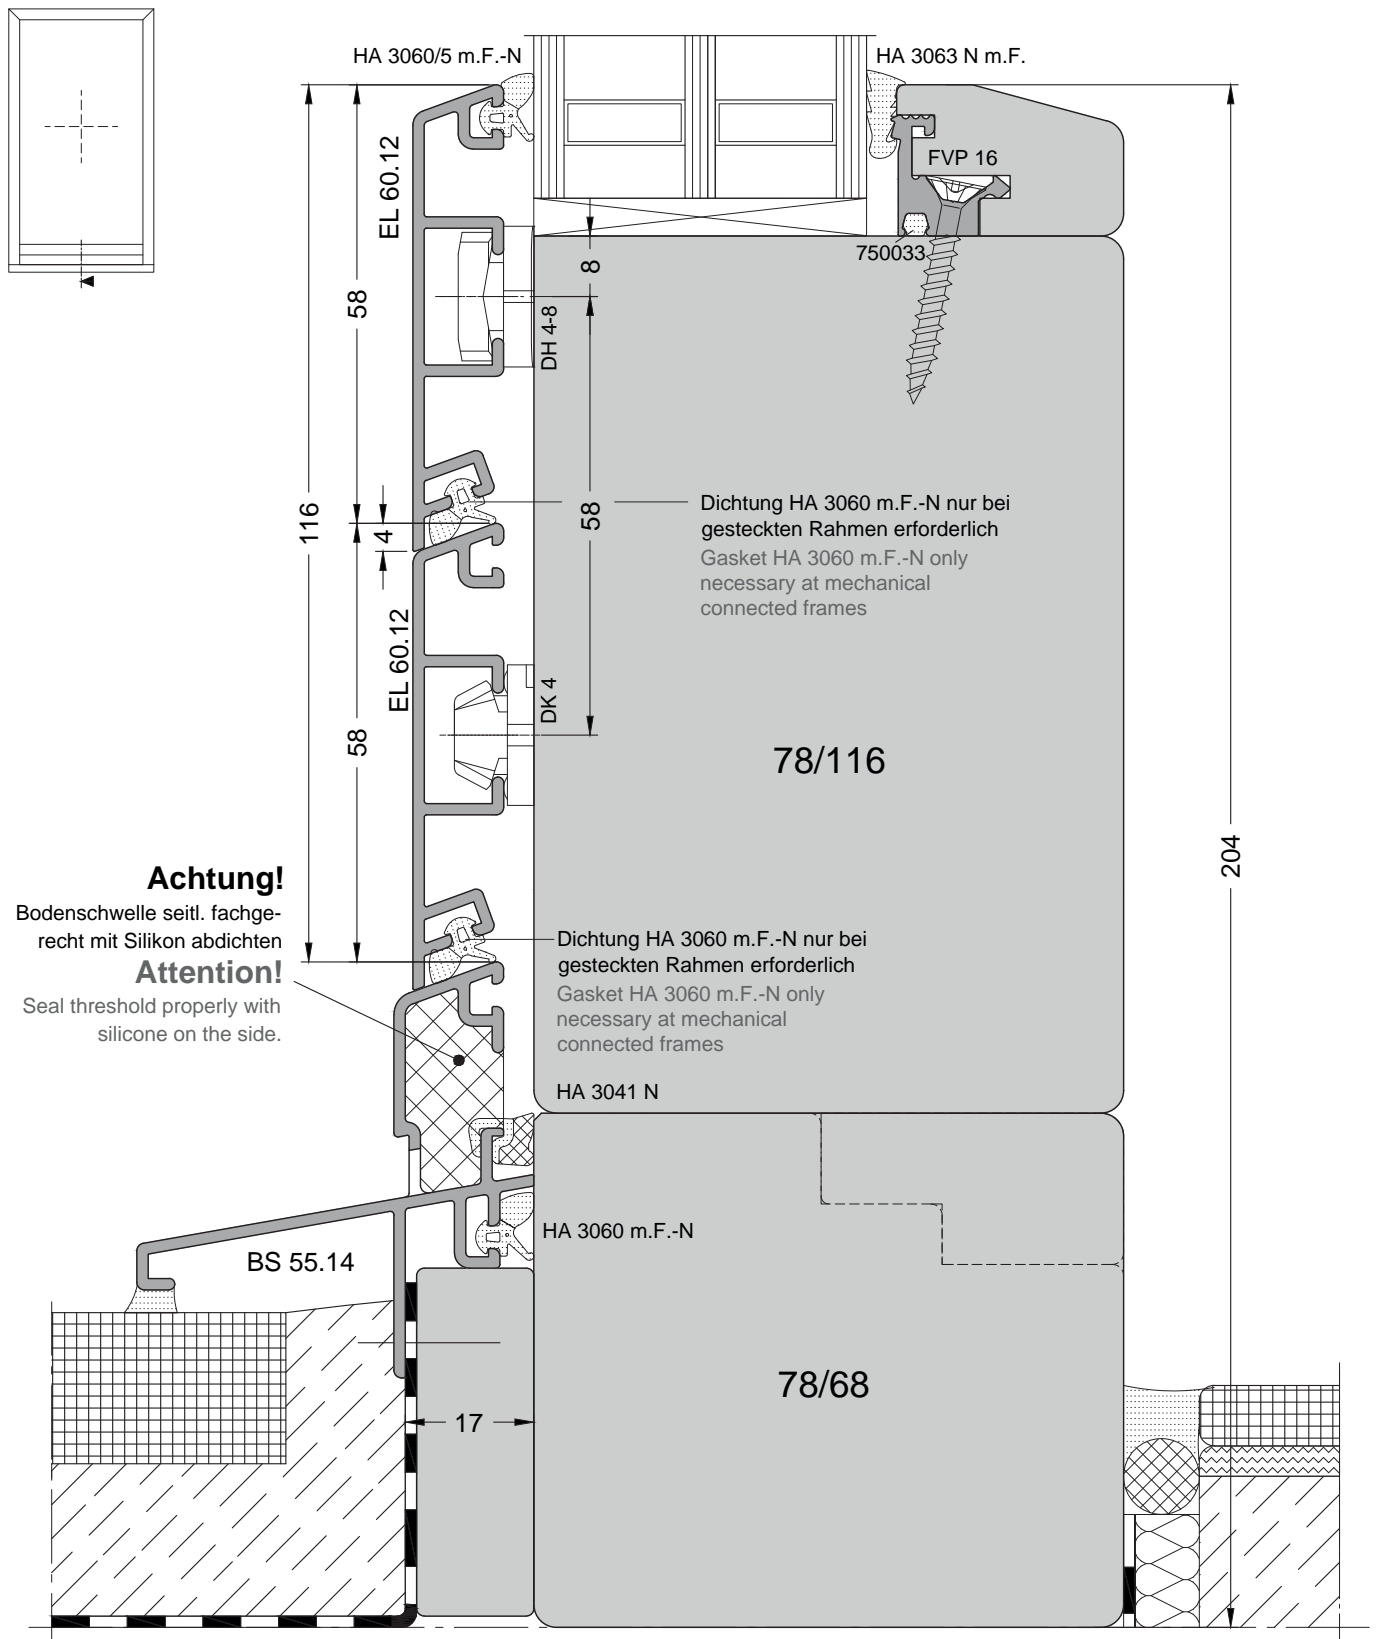 HA 3060/5 m.F.-N
HA 3063 N m.F.
EL 60.12
FVP 16
750033
8
58
DH 4-8
116
58
4
Dichtung HA 3060 m.F.-N nur bei
gesteckten Rahmen erforderlich
Gasket HA 3060 m.F.-N only
necessary at mechanical
connected frames
EL 60.12
DK 4
58
78/116
204
Achtung!
Bodenschwelle seitl. fachge-
recht mit Silikon abdichten
Attention!
Seal threshold properly with
silicone on the side.
Dichtung HA 3060 m.F.-N nur bei
gesteckten Rahmen erforderlich
Gasket HA 3060 m.F.-N only
necessary at mechanical
connected frames
HA 3041 N
HA 3060 m.F.-N
BS 55.14
78/68
17